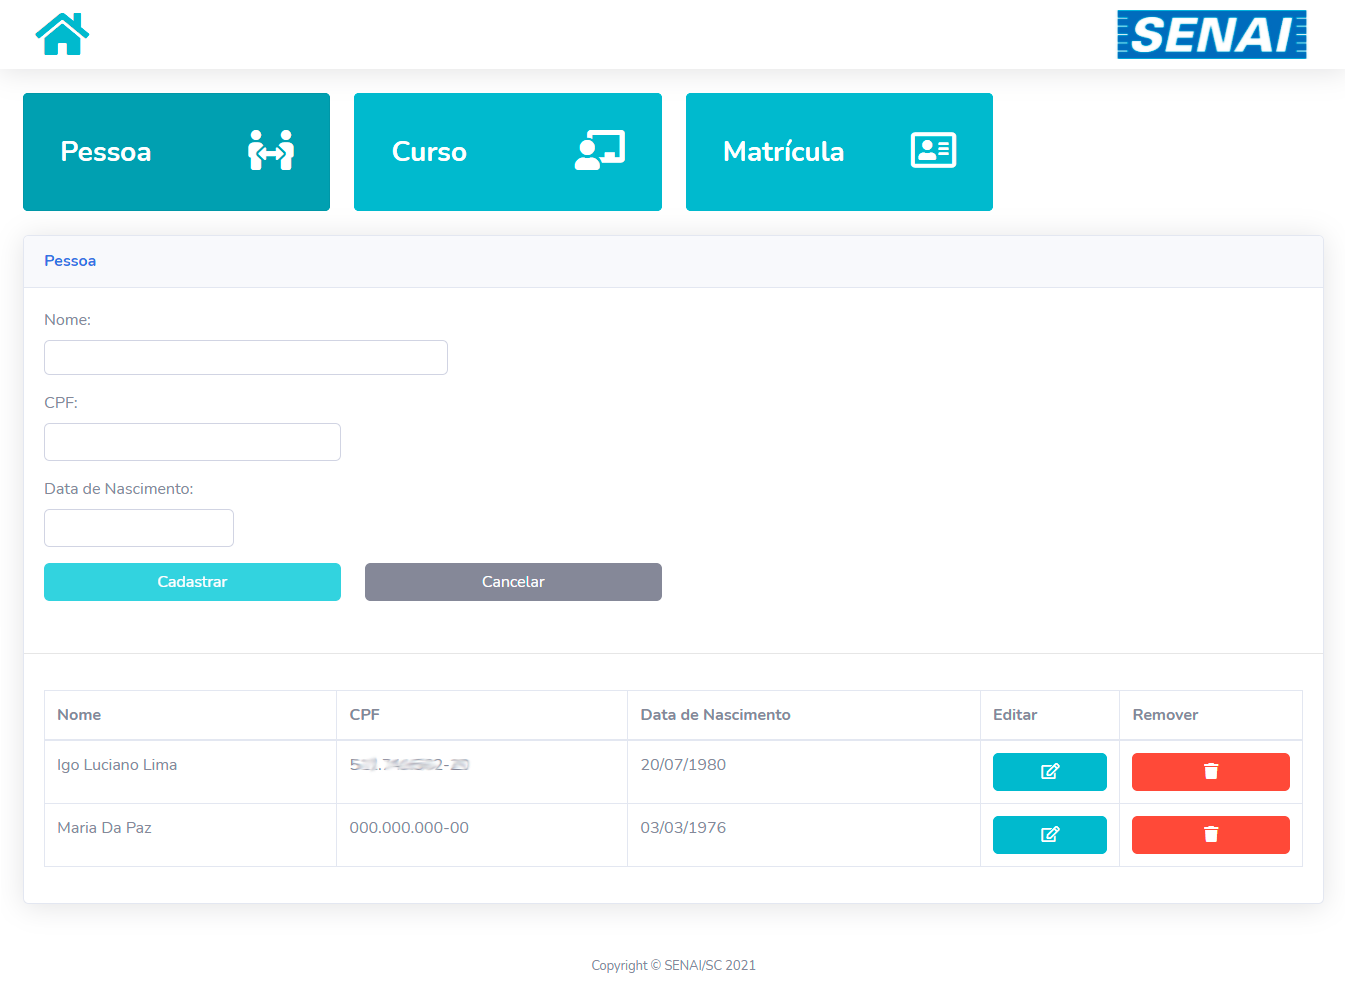 SENAI
Pessoa
Curso
Matrícula
Pessoa
Nome:
CPF:
Data de Nascimento:
Cadastrar
Cancelar
Nome CPF Data de Nascimento Editar Remover
Igo Luciano Lima 20/07/1980
Maria Da Paz 000.000.000-00 03/03/1976
Copyright © SENAI/SC 2021